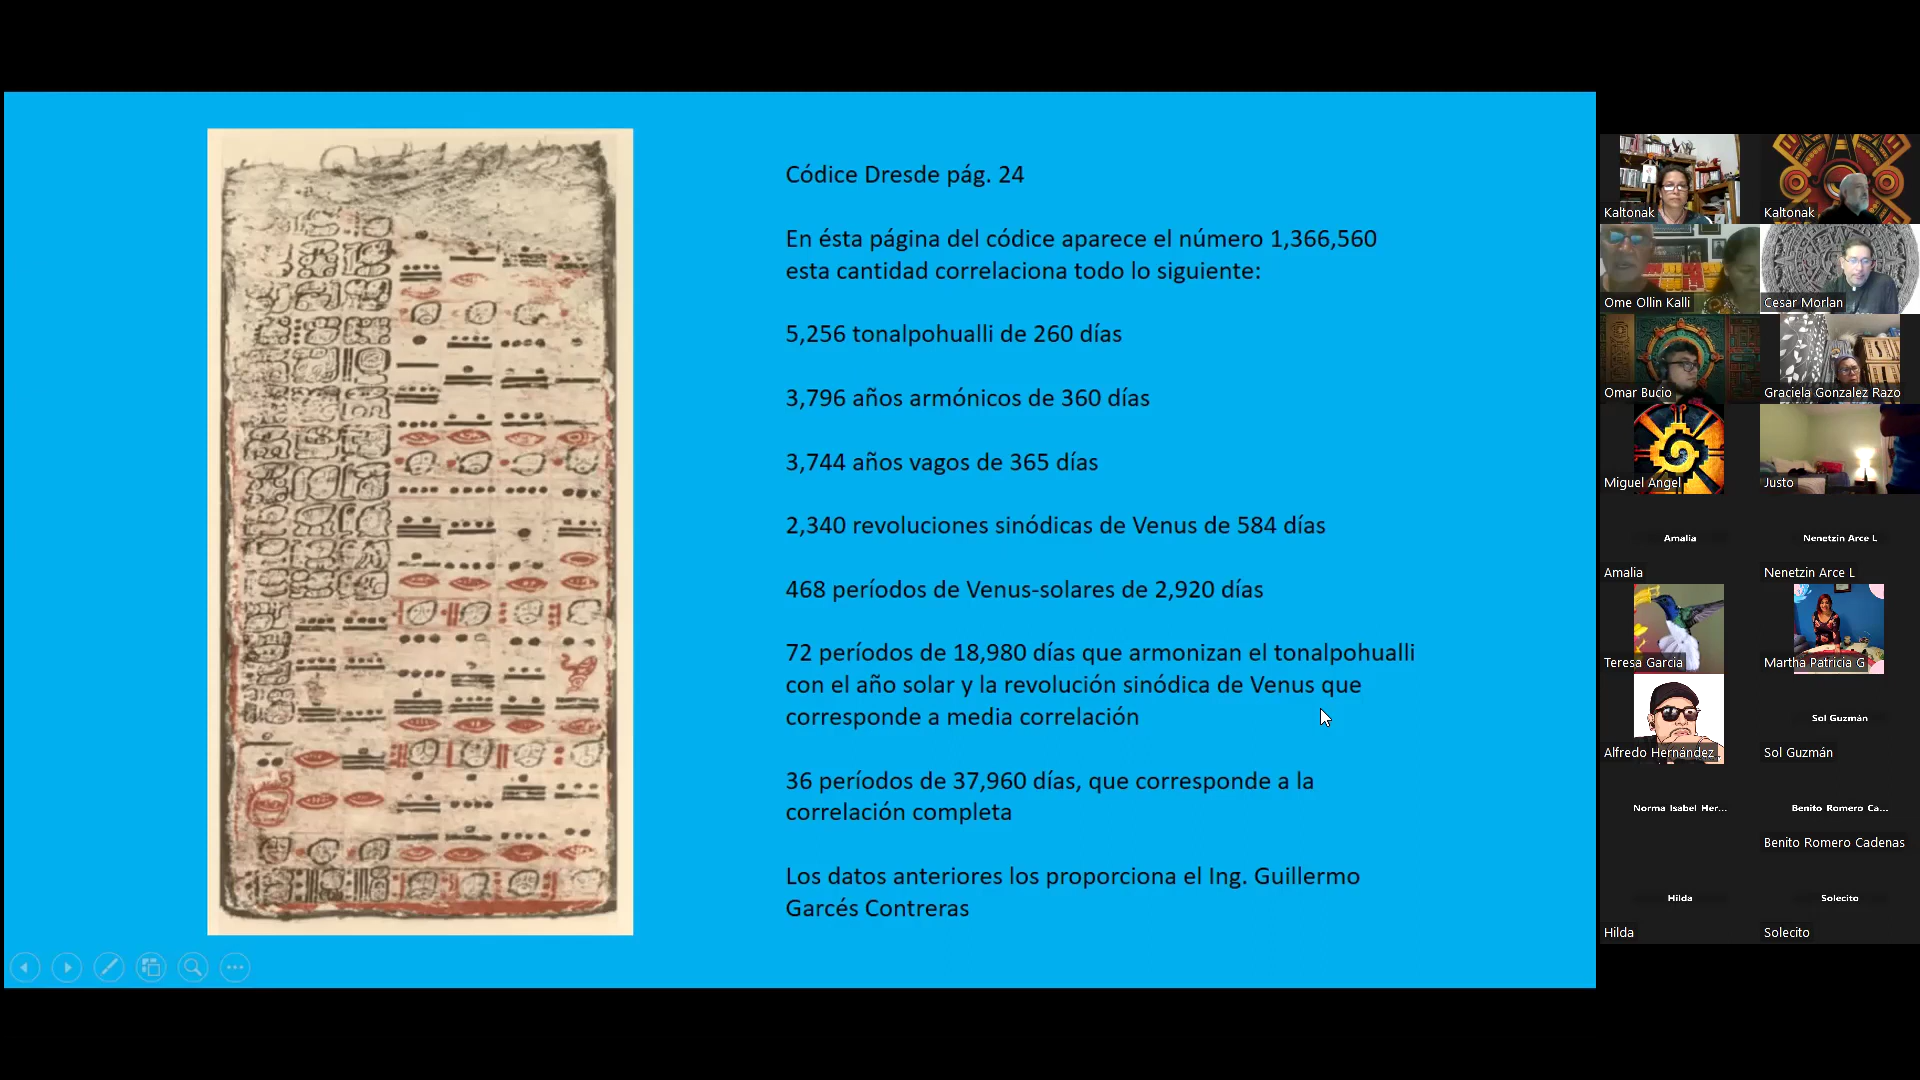 Códice Dresde pág. 24
En ésta página del códice aparece el número 1,366,560
esta cantidad correlaciona todo lo siguiente:
5,256 tonalpohualli de 260 días
3,796 años armónicos de 360 días
3,744 años vagos de 365 días
2,340 revoluciones sinódicas de Venus de 584 días
468 períodos de Venus-solares de 2,920 días
72 períodos de 18,980 días que armonizan el tonalpohualli
con el año solar y la revolución sinódica de Venus que
corresponde a media correlación
36 períodos de 37,960 días, que corresponde a la
correlación completa
Los datos anteriores los proporciona el Ing. Guillermo
Garcés Contreras
Kaltonak
Kaltonak
Ome Ollin Kalli
Cesar Morlan
Omar Bucio
Graciela Gonzalez Razo
Miguel Angel
Justo
Amalia
Amalia
Nenetzin Arce L
Nenetzin Arce L
Teresa Garcia
Martha Patricia G
Alfredo Hernández
Sol Guzmán
Sol Guzmán
Norma Isabel Her...
Benito Romero Ca...
Benito Romero Cadenas
Hilda
Hilda
Solecito
Solecito